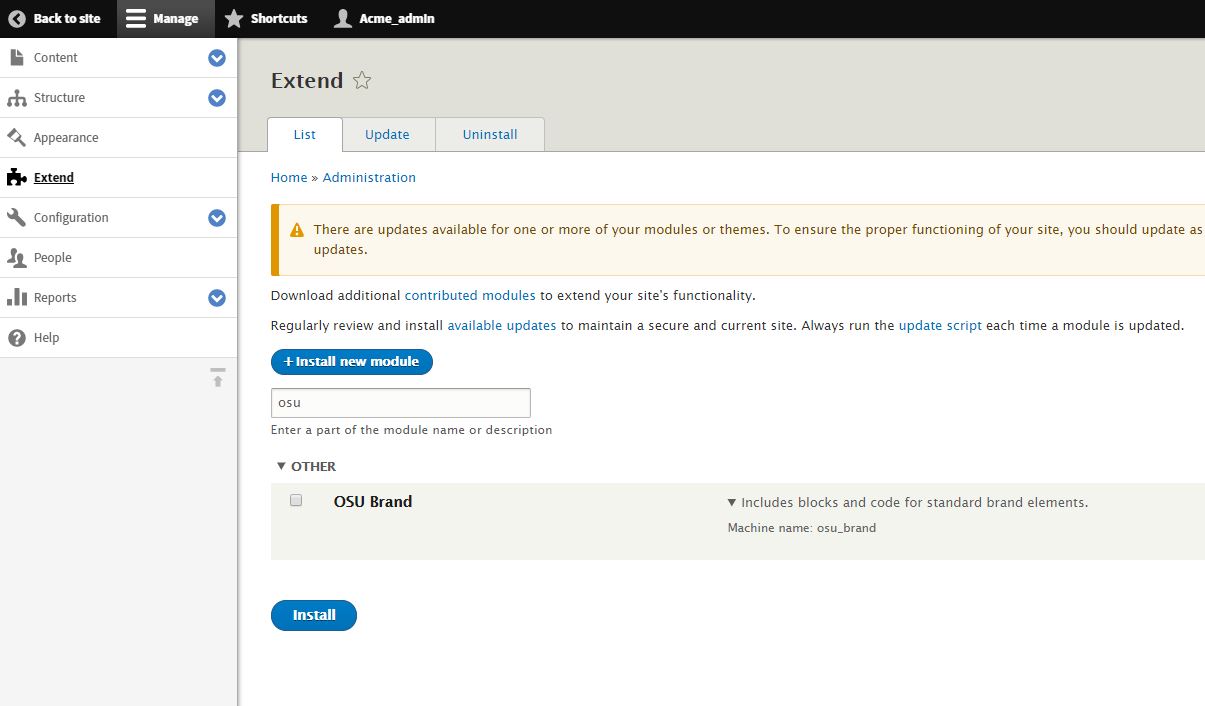 Back to site Manage Shortcuts Acme_admin
Content
Structure
Appearance
Extend
Configuration
People
Reports
Help
Extend
List Update Uninstall
Home » Administration
There are updates available for one or more of your modules or themes. To ensure the proper functioning of your site, you should update as
updates.
Download additional contributed modules to extend your site's functionality.
Regularly review and install available updates to maintain a secure and current site. Always run the update script each time a module is updated.
+ Install new module
osu
Enter a part of the module name or description
▼ OTHER
OSU Brand ▼ Includes blocks and code for standard brand elements.
Machine name: osu_brand
Install